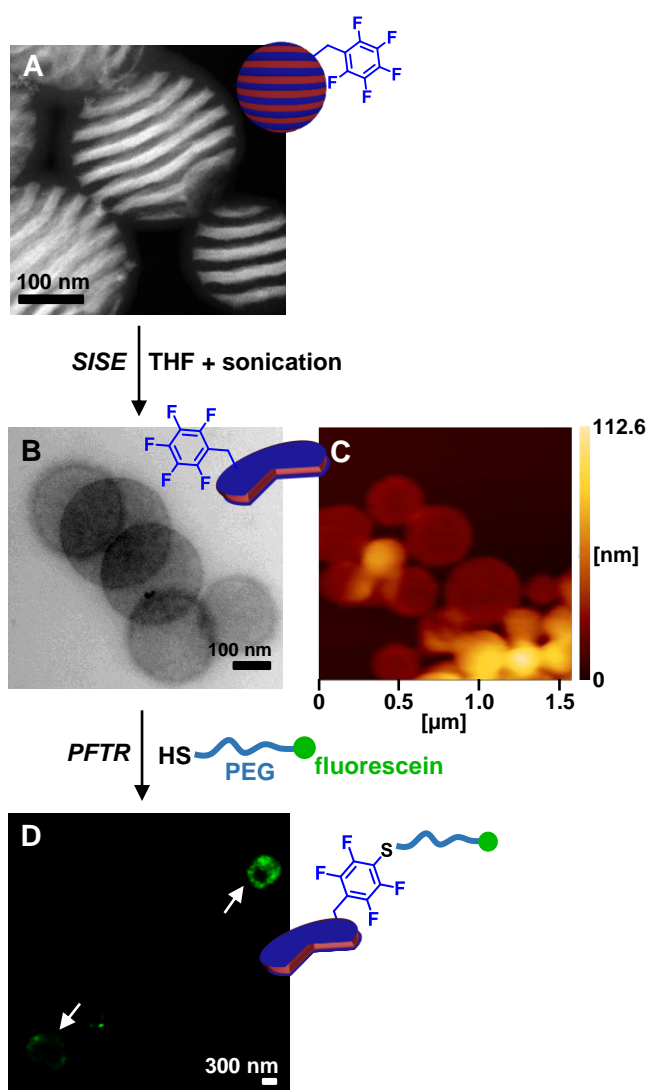 F
F
F
F
F
A
100 nm
SISE THF + sonication
F
F
F
F
F
B
100 nm
C
112.6
[nm]
0
0 0.5 1.0 1.5
[µm]
PFTR HS
PEG
fluorescein
D
S
F
F
F
F
300 nm